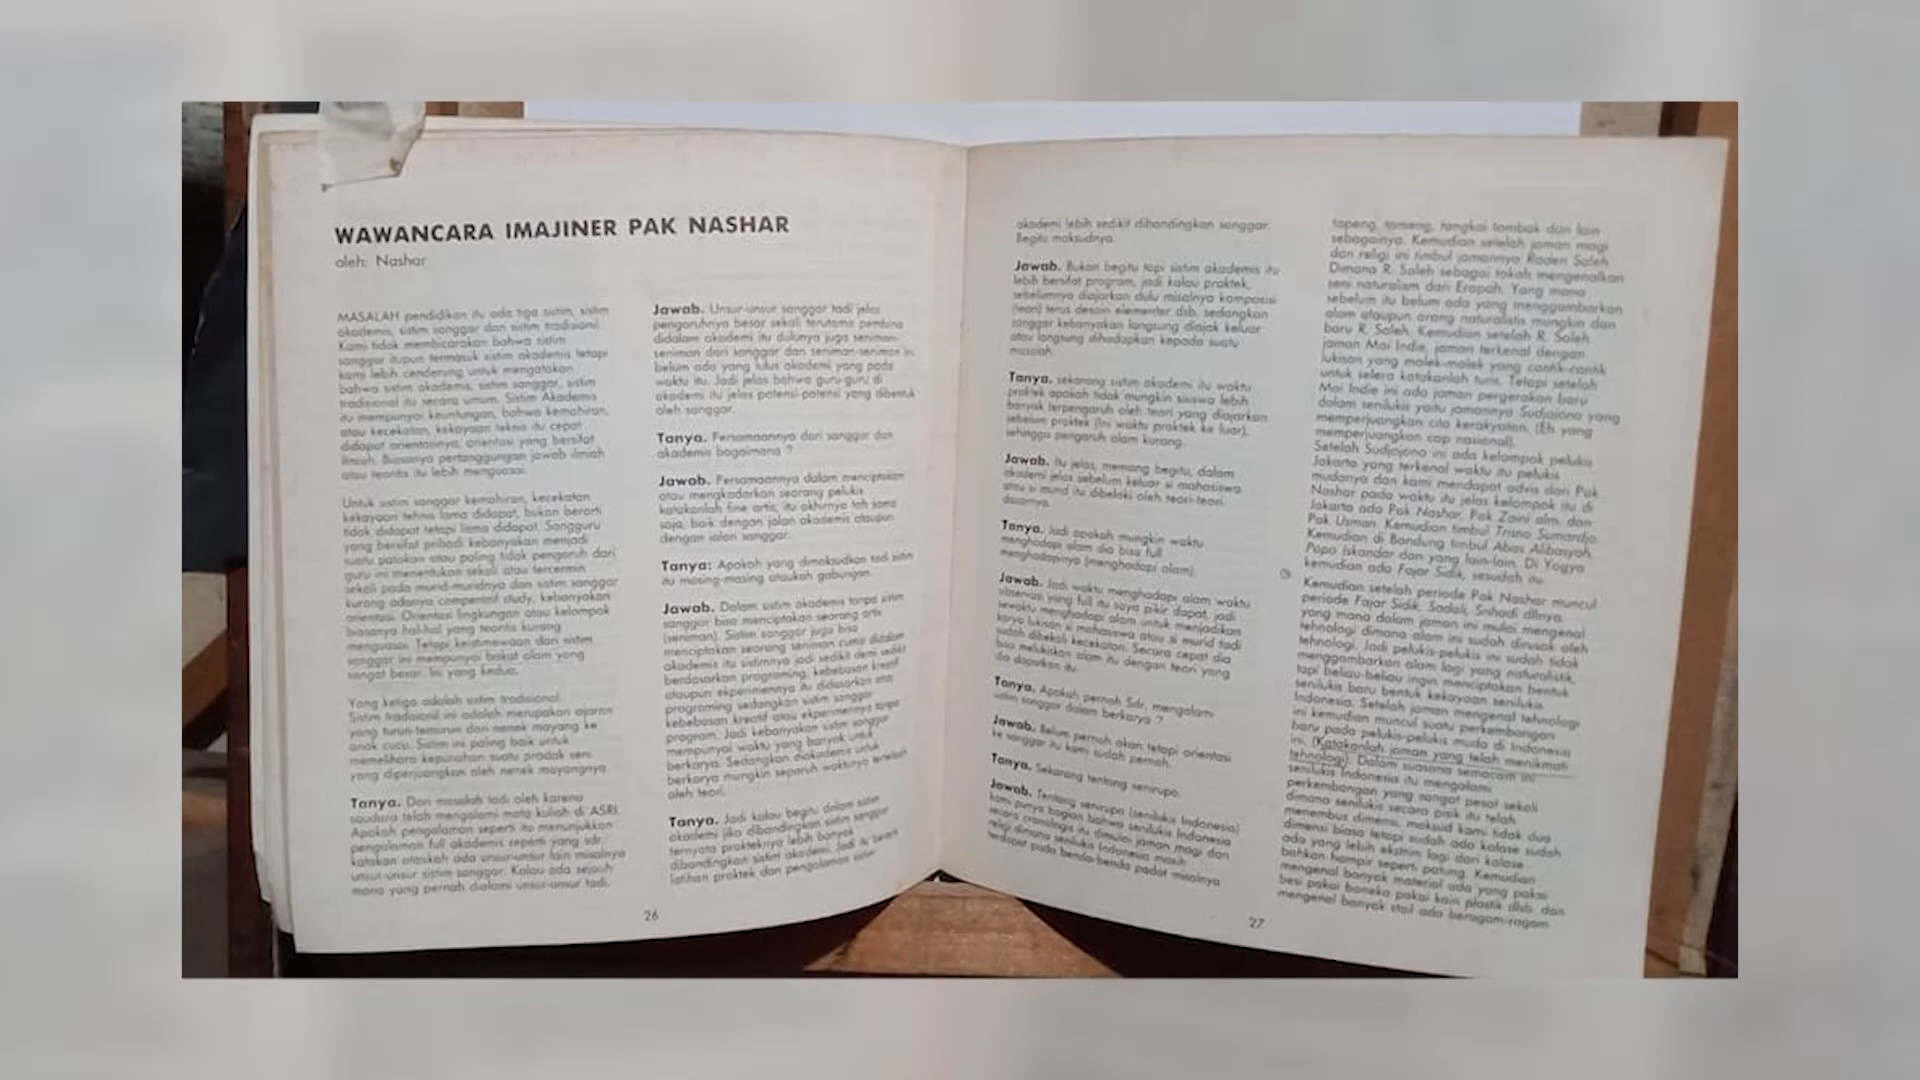 WAWANCARA IMAJINER PAK NASHAR
oleh: Nashar
MASALAH pendidikan itu ada tiga sistim, sistim
akademis, sistim sanggar dan sistim tradisionil.
Kami tidak membicarakan bahwa sistim
sanggar itupun termasuk sistim akademis tetapi
kami lebih cenderung untuk mengatakan
bahwa sistim akademis, sistim sanggar, sistim
tradisional itu secara umum. Sistim Akademis
itu mempunyai keuntungan, bahwa kemahiran,
atau kecekatan, kekayaan teknis itu cepat
didapat orientasinya, orientasi yang bersifat
ilmiah. Biasanya pertanggungan jawab ilmiah
atau teoritis itu lebih menguasai.
Untuk sistim sanggar kemahiran, kecekatan
kekayaan tehnis lama didapat, bukan berarti
tidak didapat tetapi lama didapat. Sangguru
yang bersifat pribadi kebanyakan menjadi
suatu patokan atau paling tidak pengaruh dari
guru ini menentukan sekali atau tercermin
sekali pada murid-muridnya dan sistim sanggar
kurang adanya comperatif study, kebanyakan
orientasi. Orientasi lingkungan atau kelompok
biasanya hal-hal yang teoritis kurang
menguasai. Tetapi keistimewaan dari sistim
sanggar ini mempunyai bakat alam yang
sangat besar. Ini yang kedua.
Yang ketiga adalah sistim tradisional.
Sistim tradisionil ini adalah merupakan ajaran
yang turun-temurun dari nenek moyang ke
anak cucu. Sistim ini paling baik untuk
memelihara kepunahan suatu produk seni
yang diperjuangkan oleh nenek moyangnya.
Tanya. Dari masalah tadi oleh karena
saudara telah mengalami mata kuliah di ASRI.
Apakah pengalaman seperti itu menunjukkan
pengalaman full akademis seperti yang sdr.
katakan ataukah ada unsur-unsur lain misalnya
unsur-unsur sistim sanggar. Kalau ada sejauh
mana yang pernah dialami unsur-unsur tadi.
Jawab. Unsur-unsur sanggar tadi jelas
pengaruhnya besar sekali terutama pembina
didalam akademi itu dulunya juga seniman-
seniman dari sanggar dan seniman-seniman ini
belum ada yang lulus akademi yang pada
waktu itu. Jadi jelas bahwa guru-guru di
akademi itu jelas potensi-potensi yang dibentuk
oleh sanggar.
Tanya. Persamaannya dari sanggar dan
akademis bagaimana ?
Jawab. Persamaannya dalam menciptakan
atau mengkadarkan seorang pelukis
katakanlah fine artis, itu akhirnya toh sama
saja, baik dengan jalan akademis ataupun
dengan jalan sanggar.
Tanya: Apakah yang dimaksudkan tadi sistim
itu masing-masing ataukah gabungan.
Jawab. Dalam sistim akademis tanpa sistim
sanggar bisa menciptakan seorang artis
(seniman). Sistim sanggar juga bisa
menciptakan seorang seniman cuma didalam
akademis itu sistimnya jadi sedikit demi sedikit
berdasarkan programing, kebebasan kreatif
ataupun ekperimennya itu didasarkan atas
programing sedangkan sistim sanggar
kebebasan kreatif atau ekperimennya tanpa
program. Jadi kebanyakan sistim sanggar
mempunyai waktu yang banyak untuk
berkarya. Sedangkan diakademis untuk
berkarya mungkin separuh waktunya
oleh teori.
Tanya. Jadi kalau begitu dalam sistim
akademi jika dibandingkan sistim sanggar
ternyata prakteknya lebih banyak
dibandingkan sistim akademi. Jadi itu berarti
latihan praktek dan pengalaman sistim
26
akademi lebih sedikit dibandingkan sanggar.
Begitu maksudnya.
Jawab. Bukan begitu tapi sistim akademis itu
lebih bersifat program, jadi kalau praktek,
sebelumnya diajarkan dulu misalnya komposisi
(teori) terus desain elementer dsb, sedangkan
sanggar kebanyakan langsung diajak keluar
atau langsung dihadapkan kepada suatu
masalah.
Tanya. sekarang sistim akademi itu waktu
praktek apakah tidak mungkin siswa lebih
banyak terpengaruh oleh teori yang diajarkan
sebelum praktek (Ini waktu praktek ke luar),
sehingga pengaruh alam kurang.
Jawab. Itu jelas, memang begitu, dalam
akademi jelas sebelum keluar si mahasiswa
atau si murid itu dibekali oleh teori-teori
dasarnya.
Tanya. Jadi apakah mungkin waktu
menghadapi alam dia bisa full
menghadapinya (menghadapi alam).
Jawab. Jadi waktu menghadapi alam waktu
observasi yang full itu saya pikir dapat, jadi
sewaktu menghadapi alam untuk menjadikan
karya lukisan si mahasiswa atau si murid tadi
sudah dibekali kecekatan. Secara cepat dia
bisa melukiskan alam itu dengan teori yang
dia dapatkan itu.
Tanya. Apakah pernah Sdr. mengalami
sistim sanggar dalam berkarya ?
Jawab. Belum pernah akan tetapi orientasi
ke sanggar itu kami sudah pernah.
Tanya. Sekarang tentang senirupa.
Jawab. Tentang senirupa (senilukis Indonesia)
kami punya bagian bahwa senilukis Indonesia
secara cronologis itu dimulai jaman magi dan
religi dimana senilukis Indonesia masih
terdapat pada benda-benda padat misalnya
topeng, tameng, tangkai tombak dan lain
sebagainya. Kemudian setelah jaman magi
dan religi ini timbul jamannya Raden Saleh
Dimana R. Saleh sebagai tokoh mengenalkan
seni naturalism dari Eropah. Yang mana
sebelum itu belum ada yang menggambarkan
alam ataupun orang naturalistis mungkin dan
baru R. Saleh. Kemudian setelah R. Saleh
jaman Moi Indie, jaman terkenal dengan
lukisan yang molek-molek yang cantik-cantik
untuk selera katakanlah turis. Tetapi setelah
Moi Indie ini ada jaman pergerakan baru
dalam senilukis yaitu jamannya Sudjojono yang
memperjuangkan cita kerakyatan. (Eh yang
memperjuangkan cap nasional).
Setelah Sudjojono ini ada kelompok pelukis
Jakarta yang terkenal waktu itu pelukis
mudanya dan kami mendapat advis dari Pak
Nashar pada waktu itu jelas kelompok itu di
Jakarta ada Pak Nashar, Pak Zaini alm. dan
Pak Usman. Kemudian timbul Trisno Sumardjo.
Kemudian di Bandung timbul Abas Alibasyah,
Popo Iskandar dan yang lain-lain. Di Yogya
kemudian ada Fajar Sidik, sesudah itu.
Kemudian setelah periode Pak Nashar muncul
periode Fajar Sidik, Sadali, Srihadi dllnya.
yang mana dalam jaman ini mulai mengenal
tehnologi dimana alam ini sudah dirusak oleh
tehnologi. Jadi pelukis-pelukis ini sudah tidak
menggambarkan alam lagi yang naturalistik,
tapi beliau-beliau ingin menciptakan bentuk
senilukis baru bentuk kekayaan senilukis
Indonesia. Setelah jaman mengenal tehnologi
ini kemudian muncul suatu perkembangan
baru pada pelukis-pelukis muda di Indonesia
ini. (Katakanlah jaman yang telah menikmati
tehnologi). Dalam suasana semacam ini
senilukis Indonesia itu mengalami
perkembangan yang sangat pesat sekali
dimana senilukis secara pisik itu telah
menembus dimensi, maksud kami tidak dua
dimensi biasa tetapi sudah ada kolase sudah
ada yang lebih ekstrim lagi dari kolase
bahkan hampir seperti patung. Kemudian
mengenal banyak material ada yang pakai
besi pakai boneka pakai kain plastik dlsb. dan
mengenal banyak stail ada beragam-ragam
27